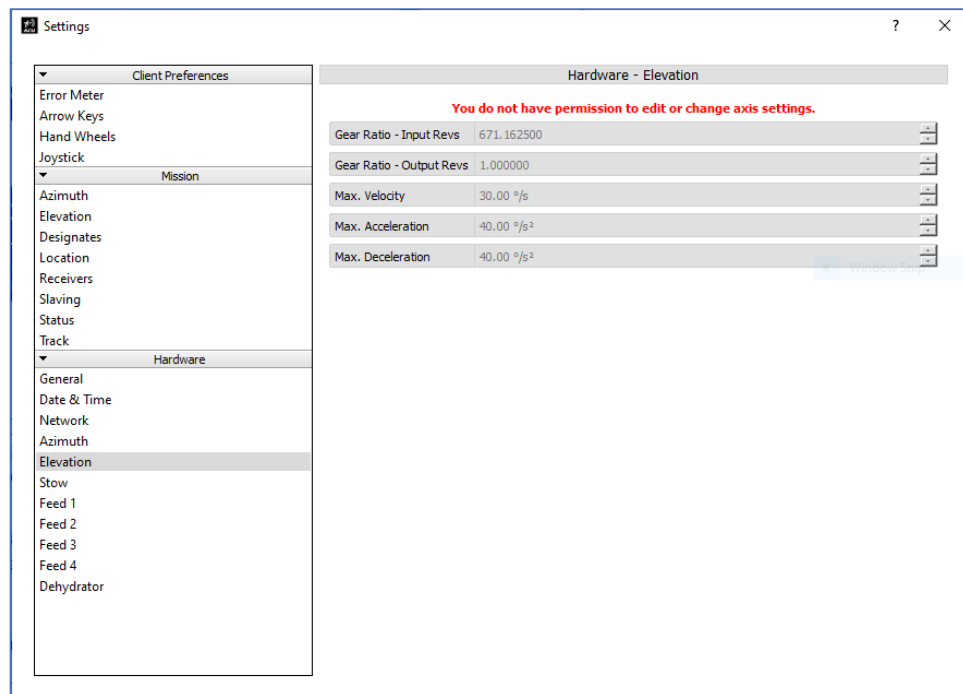 Settings
?
Client Preferences
Error Meter
Arrow Keys
Hand Wheels
Joystick
Mission
Azimuth
Elevation
Designates
Location
Receivers
Slaving
Status
Track
Hardware
General
Date & Time
Network
Azimuth
Elevation
Stow
Feed 1
Feed 2
Feed 3
Feed 4
Dehydrator
Hardware - Elevation
You do not have permission to edit or change axis settings.
Gear Ratio - Input Revs 671.162500
Gear Ratio - Output Revs 1.000000
Max. Velocity 30.00 °/s
Max. Acceleration 40.00 °/s²
Max. Deceleration 40.00 °/s²
Window Snip